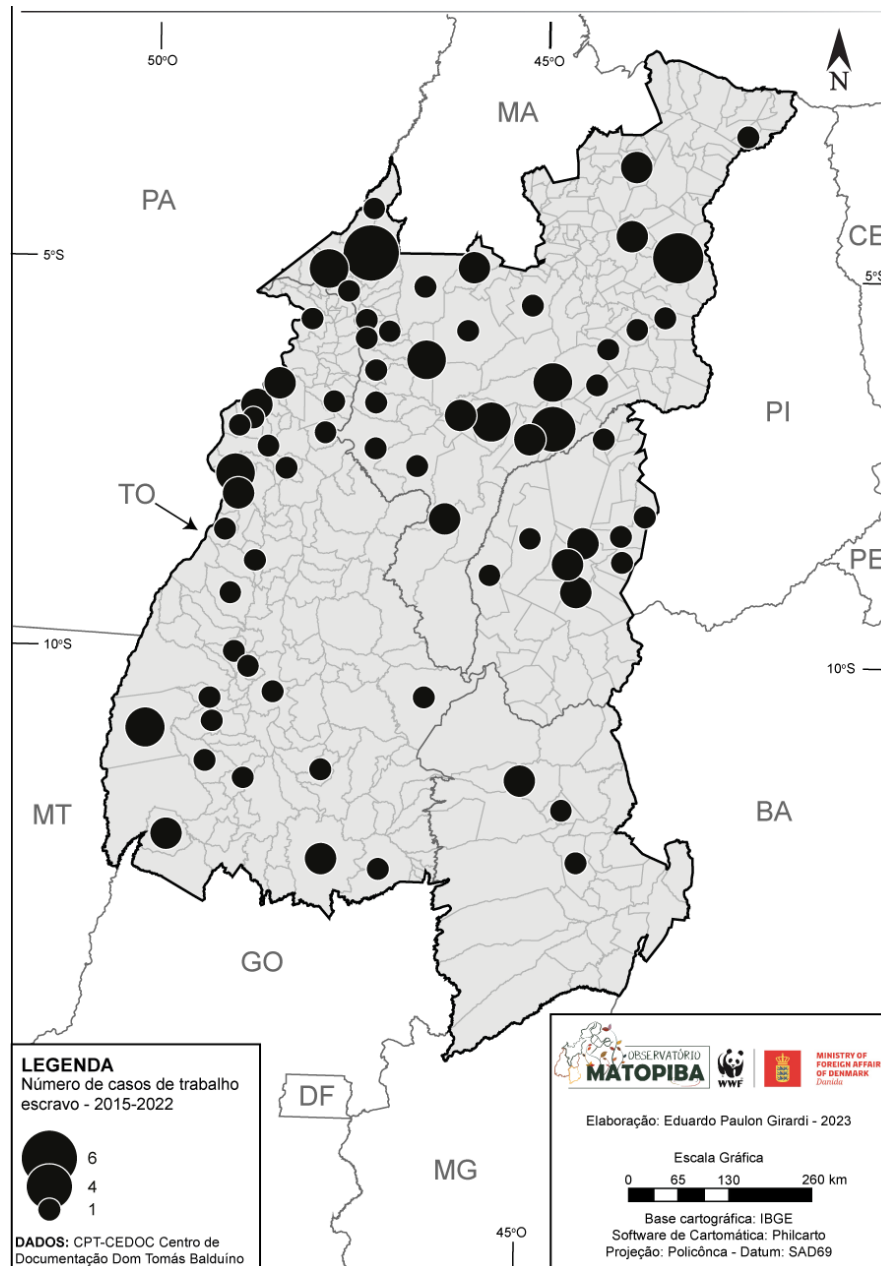 50ºO
45ºO
N
MA
PA
CE
5ºS
5ºS
PI
TO
PE
10ºS
10ºS
MT
BA
GO
DF
MG
45ºO
LEGENDA
Número de casos de trabalho
escravo - 2015-2022
6
4
1
DADOS: CPT-CEDOC Centro de
Documentação Dom Tomás Balduíno
OBSERVATÓRIO
MATOPIBA
WWF
MINISTRY OF
FOREIGN AFFAIRS
OF DENMARK
Danida
Elaboração: Eduardo Paulon Girardi - 2023
Escala Gráfica
0 65 130 260 km
Base cartográfica: IBGE
Software de Cartomática: Philcarto
Projeção: Policônca - Datum: SAD69